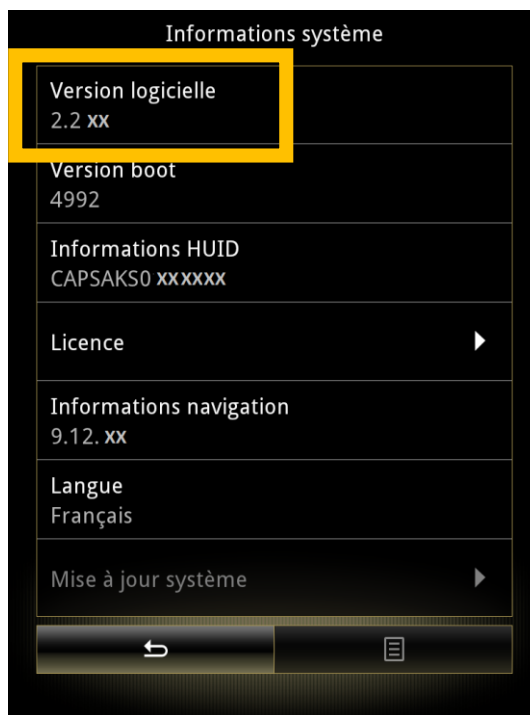 Informations système
Version logicielle
2.2 xx
Version boot
4992
Informations HUID
CAPSAKS0 xxxxxx
Licence
Informations navigation
9.12. xx
Langue
Français
Mise à jour système